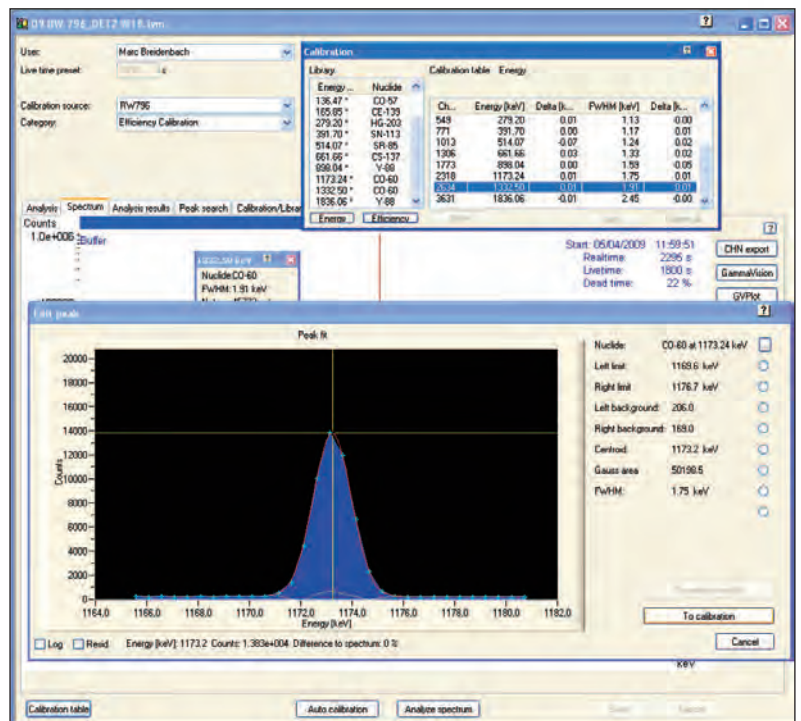 User: Marc Breidenbach
Live time preset: s
Calibration source: RW796
Category: Efficiency Calibration
Analysis Spectrum Analysis results Peak search Calibration/Librar
Counts
1.0e+006
Buffer
Start: 05/04/2009 11:59:51
Realtime: 2295 s
Livetime: 1800 s
Dead time: 22 %
CHN export
GammaVision
GVPlot
Calibration
Library
Energy... Nuclide
136.47 * CO-57
165.85 * CE-139
279.20 * HG-203
391.70 * SN-113
514.07 * SR-85
661.66 * CS-137
898.04 * Y-88
1173.24 * CO-60
1332.50 * CO-60
1836.06 * Y-88
Energy Efficiency
Calibration table Energy
Ch... Energy [keV] Delta [k... FWHM [keV] Delta [k...
549 279.20 0.01 1.13 -0.00
771 391.70 0.00 1.17 0.01
1013 514.07 -0.07 1.24 0.02
1306 661.66 0.03 1.33 0.02
1773 898.04 0.00 1.59 -0.05
2318 1173.24 0.01 1.75 0.01
2634 1332.50 0.01 1.91 0.01
3631 1836.06 -0.01 2.45 -0.00
1332.50 keV
Nuclide:CO-60
FWHM: 1.91 keV
Edit peak
Peak fit
Counts
20000
18000
16000
14000
12000
10000
8000
6000
4000
2000
0
1164.0 1166.0 1168.0 1170.0 1172.0 1174.0 1176.0 1178.0 1180.0 1182.0
Energy [keV]
Nuclide: CO-60 at 1173.24 keV
Left limit 1169.6 keV
Right limit 1176.7 keV
Left background: 206.0
Right background: 169.0
Centroid: 1173.2 keV
Gauss area 50198.5
FWHM: 1.75 keV
To calibration
Cancel
Log Resid Energy [keV]: 1173.2 Counts: 1.383e+004 Difference to spectrum: 0 %
keV
Calibration table Auto calibration Analyze spectrum